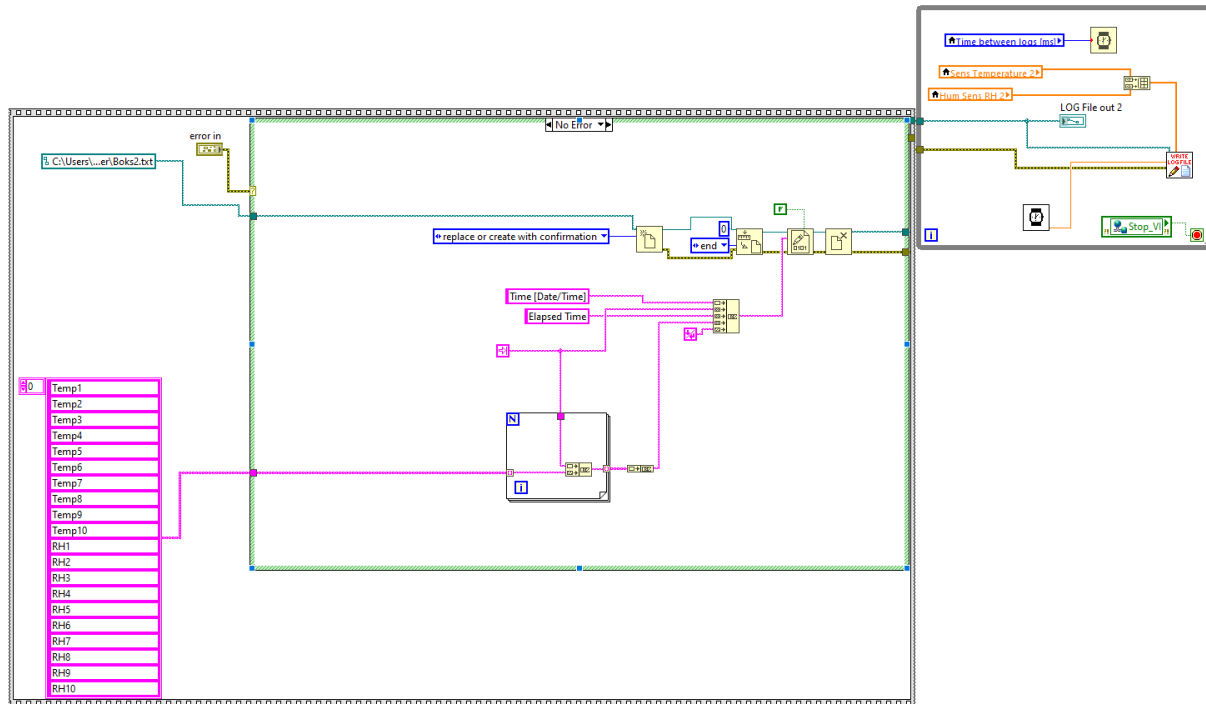 Time between logs [ms]
Sens Temperature 2
Hum Sens RH 2
LOG File out 2
WRITE
LOGFILE
i
Stop_VI
No Error
error in
?
C:\Users\...er\Boks2.txt
replace or create with confirmation
0
end
F
0101
Time [Date/Time]
Elapsed Time
N
i
0
Temp1
Temp2
Temp3
Temp4
Temp5
Temp6
Temp7
Temp8
Temp9
Temp10
RH1
RH2
RH3
RH4
RH5
RH6
RH7
RH8
RH9
RH10